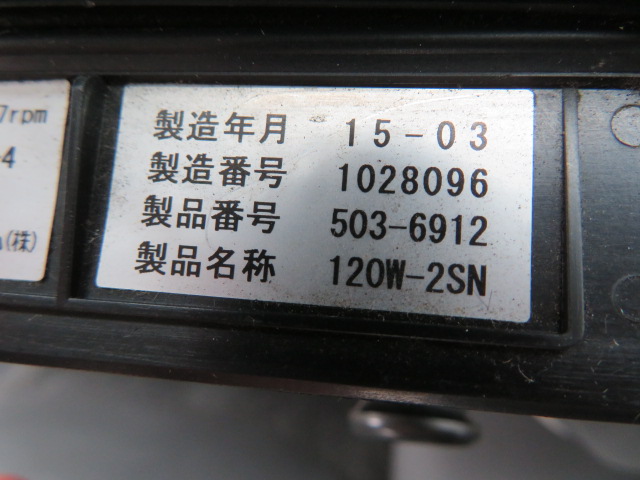 7rpm
4
(株)
製造年月 15-03
製造番号 1028096
製品番号 503-6912
製品名称 120W-2SN